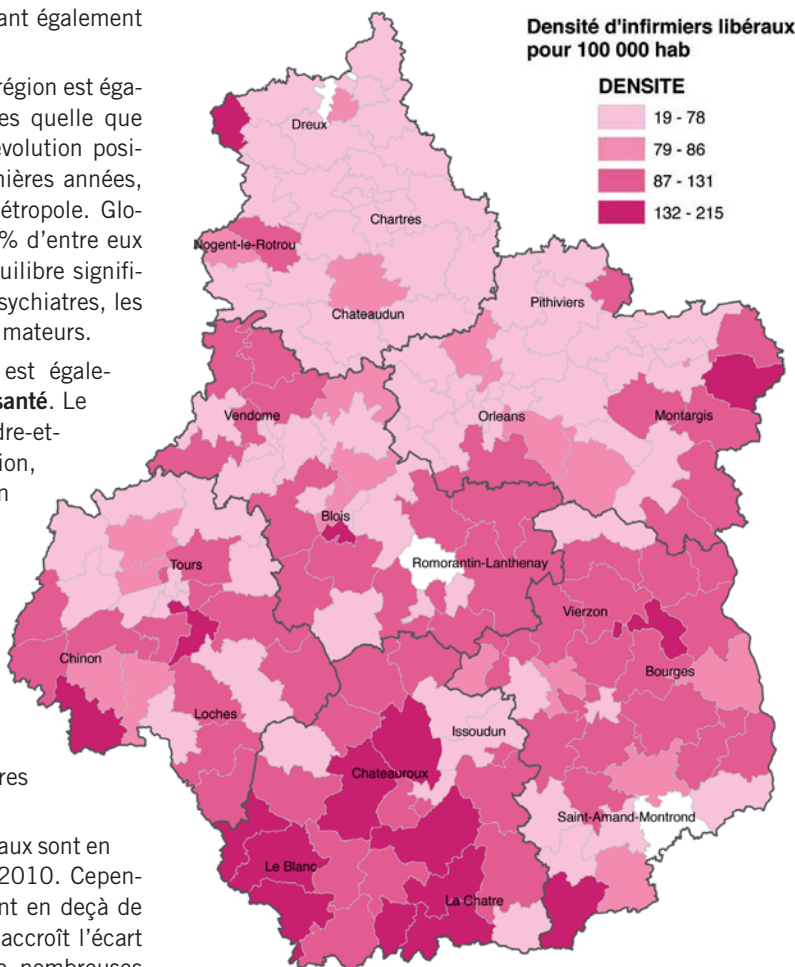 ant également
région est éga-
es quelle que
évolution posi-
nières années,
étropole. Glo-
% d'entre eux
uilibre signifi-
sychiatres, les
mateurs.
est égale-
santé. Le
dre-et-
ion,
n
res
aux sont en
2010. Cepen-
nt en deçà de
accroît l'écart
nombreuses
Densité d'infirmiers libéraux
pour 100 000 hab
DENSITE
19 - 78
79 - 86
87 - 131
132 - 215
Dreux
Chartres
Nogent-le-Rotrou
Chateaudun
Pithiviers
Vendome
Orleans
Montargis
Blois
Tours
Romorantin-Lanthenay
Vierzon
Chinon
Bourges
Loches
Issoudun
Chateauroux
Saint-Amand-Montrond
Le Blanc
La Chatre